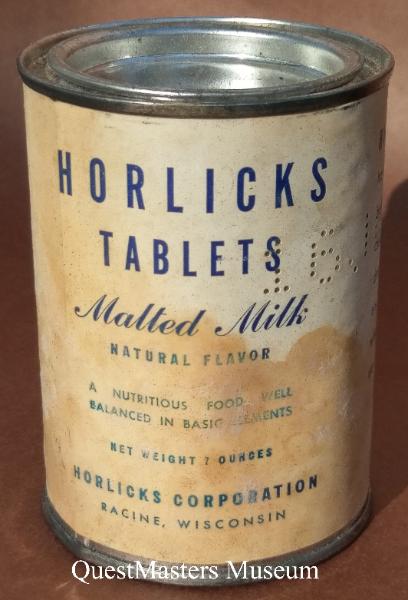 HORLICKS
TABLETS
Malted Milk
NATURAL FLAVOR
A NUTRITIOUS FOOD WELL
BALANCED IN BASIC ELEMENTS
NET WEIGHT 7 OUNCES
HORLICKS CORPORATION
RACINE, WISCONSIN
QuestMasters Museum